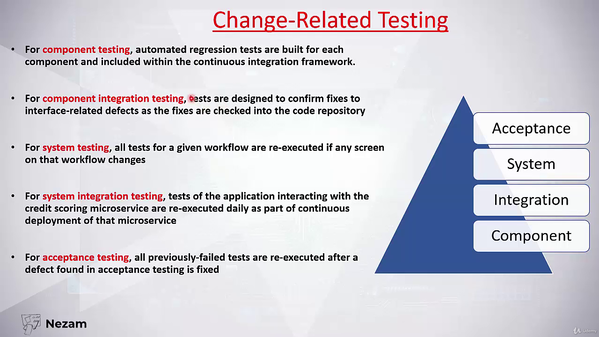 Change-Related Testing
• For component testing, automated regression tests are built for each
component and included within the continuous integration framework.
• For component integration testing, tests are designed to confirm fixes to
interface-related defects as the fixes are checked into the code repository
• For system testing, all tests for a given workflow are re-executed if any screen
on that workflow changes
• For system integration testing, tests of the application interacting with the
credit scoring microservice are re-executed daily as part of continuous
deployment of that microservice
• For acceptance testing, all previously-failed tests are re-executed after a
defect found in acceptance testing is fixed
Acceptance
System
Integration
Component
Nezam